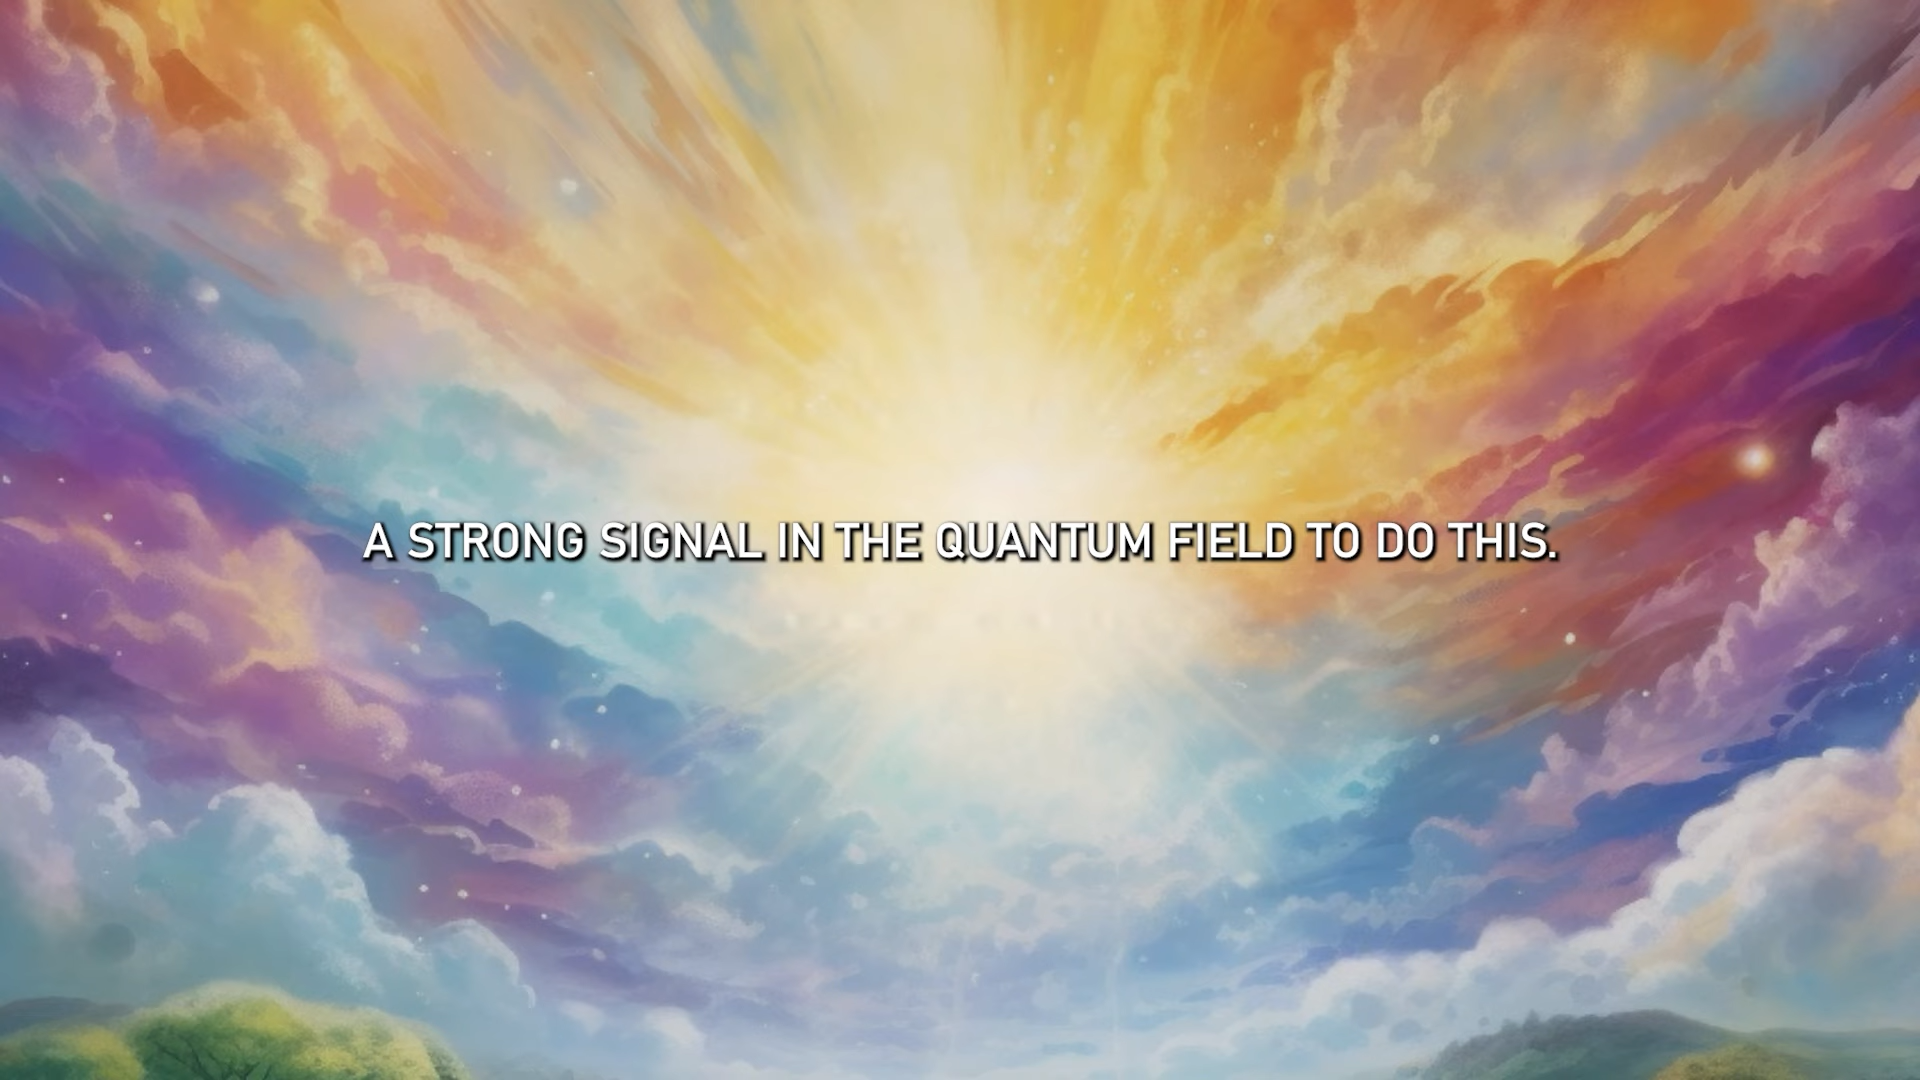 A STRONG SIGNAL IN THE QUANTUM FIELD TO DO THIS.